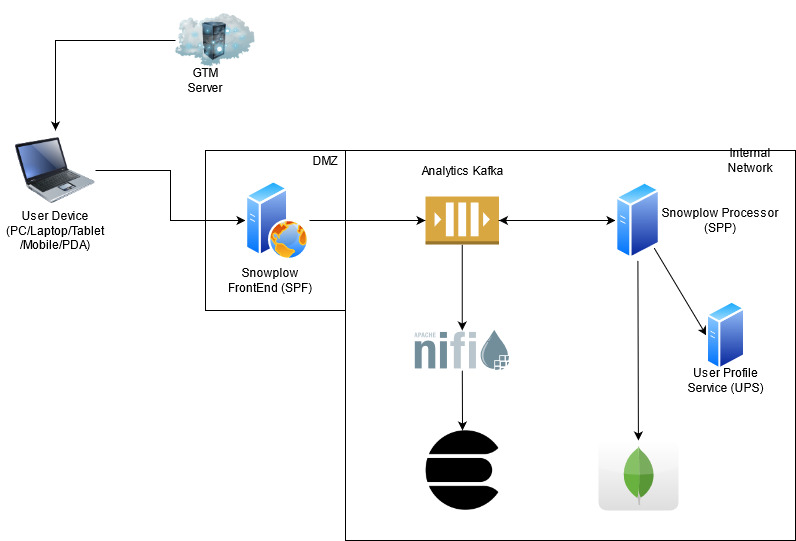 GTM
Server
DMZ
Internal
Network
Analytics Kafka
User Device
(PC/Laptop/Tablet
/Mobile/PDA)
Snowplow Processor
(SPP)
Snowplow
FrontEnd (SPF)
APACHE
nifi
User Profile
Service (UPS)